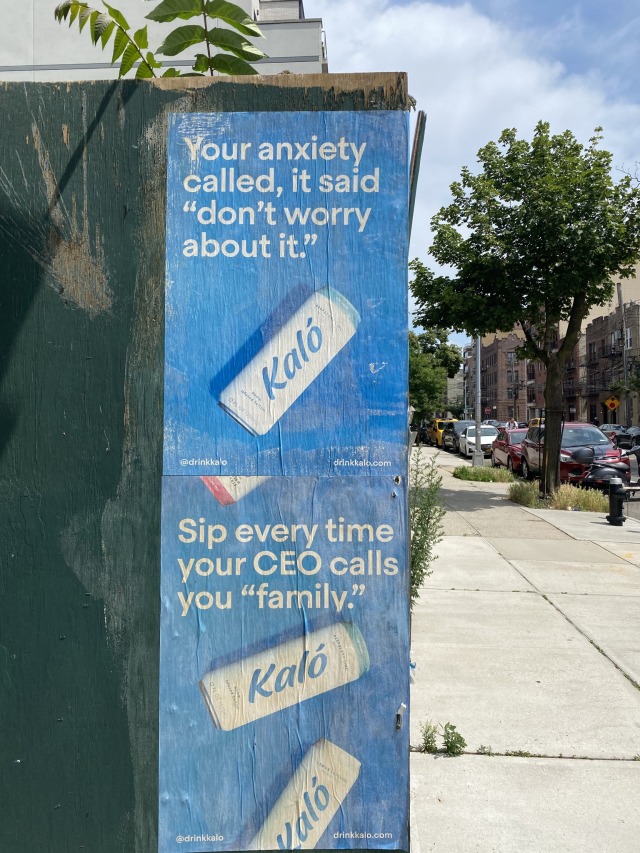 Your anxiety
called, it said
“don’t worry
about it.”
Kaló
@drinkkalo
drinkkalo.com
Sip every time
your CEO calls
you “family.”
Kaló
Kaló
@drinkkalo
drinkkalo.com